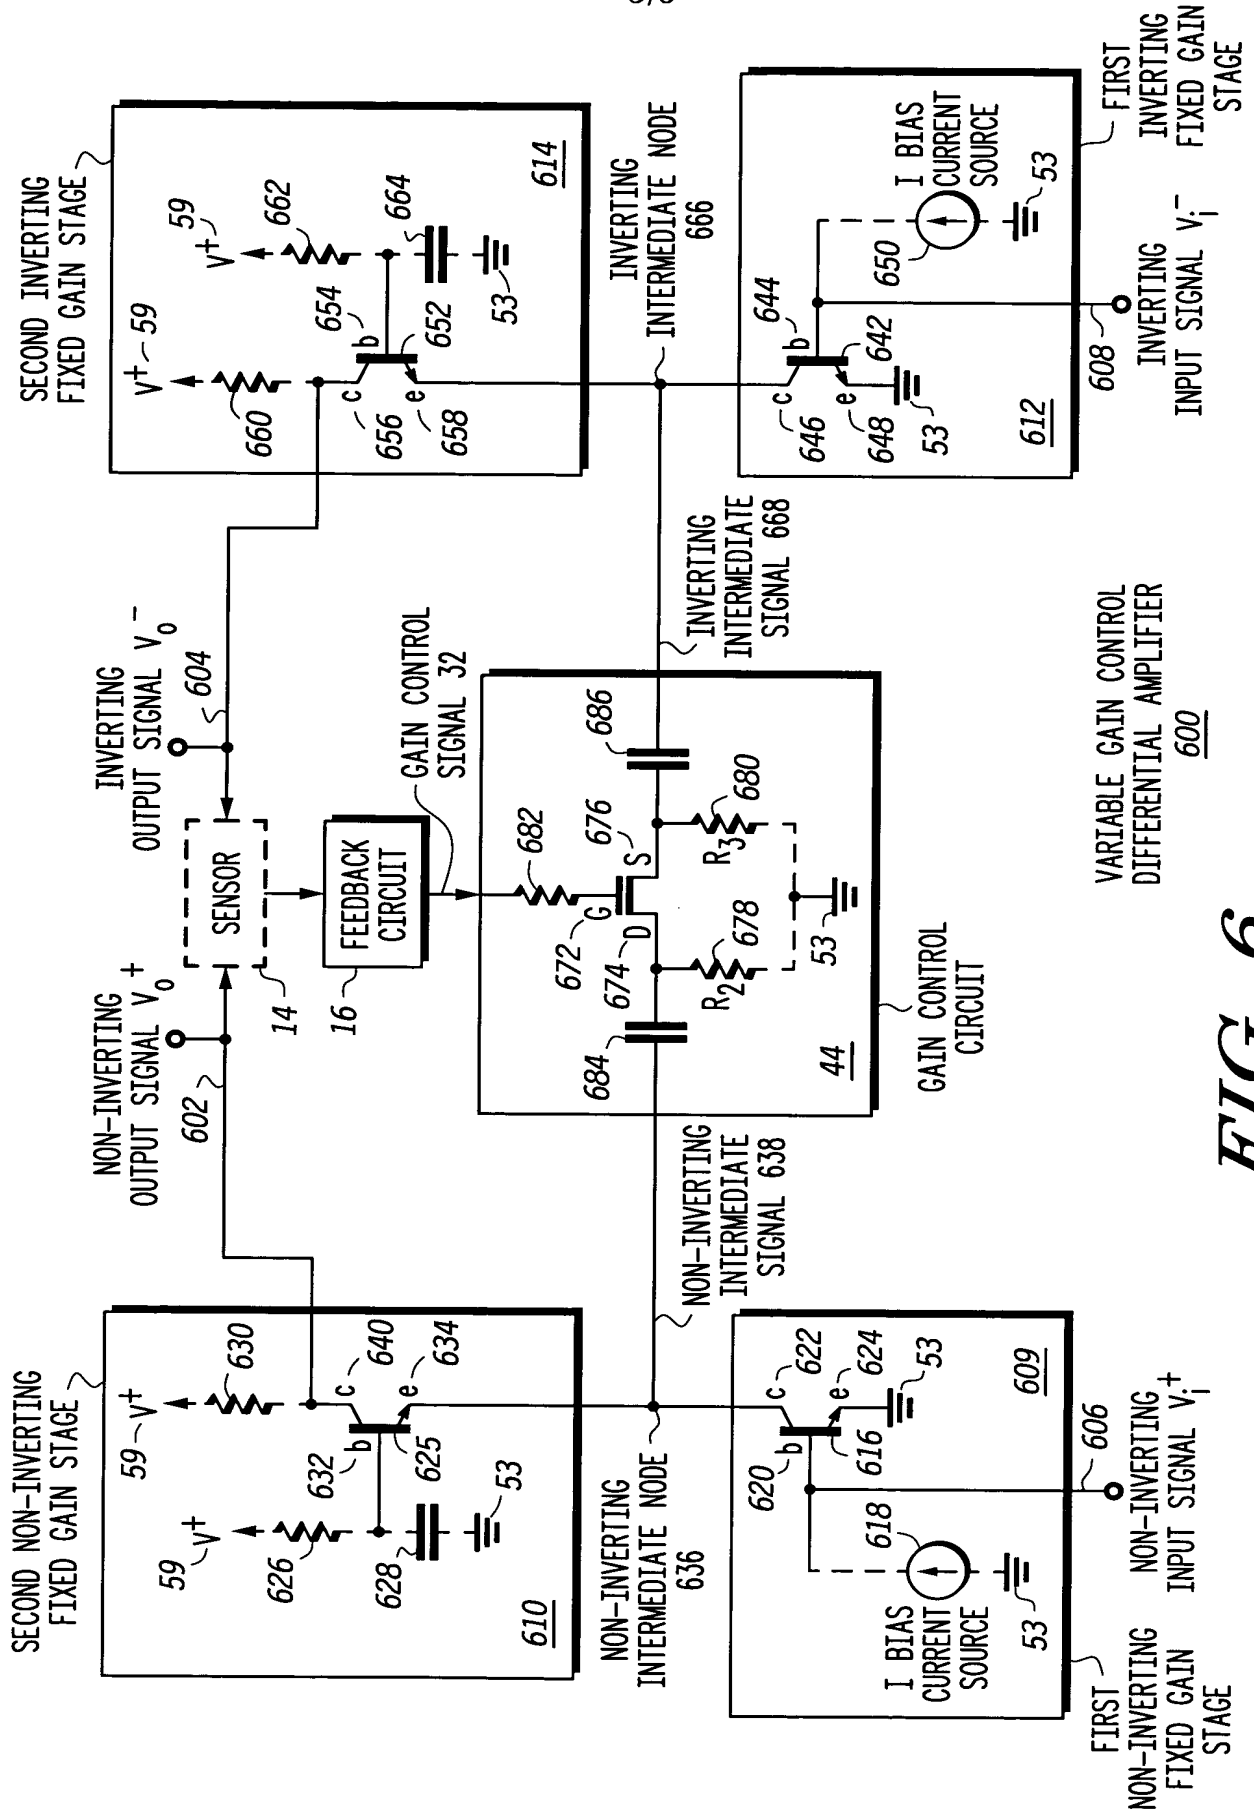 SECOND NON-INVERTING
FIXED GAIN STAGE
59
V+
59
V+
626
630
632
b
c
640
628
625
e
634
53
610
NON-INVERTING
OUTPUT SIGNAL Vo+
602
INVERTING
OUTPUT SIGNAL Vo-
604
SENSOR
14
FEEDBACK
CIRCUIT
16
GAIN CONTROL
SIGNAL 32
SECOND INVERTING
FIXED GAIN STAGE
V+
59
V+
59
660
662
654
b
c
656
652
e
658
664
53
614
NON-INVERTING
INTERMEDIATE NODE
636
NON-INVERTING
INTERMEDIATE
SIGNAL 638
682
672
G
674
D
S
676
684
686
R2
678
R3
680
53
44
GAIN CONTROL
CIRCUIT
INVERTING
INTERMEDIATE
SIGNAL 668
INVERTING
INTERMEDIATE NODE
666
620
b
c
622
e
624
616
53
618
I BIAS
CURRENT
SOURCE
53
609
606
FIRST
NON-INVERTING
FIXED GAIN
STAGE
NON-INVERTING
INPUT SIGNAL Vi+
644
b
c
646
642
e
648
53
650
I BIAS
CURRENT
SOURCE
53
612
608
INVERTING
INPUT SIGNAL Vi-
FIRST
INVERTING
FIXED GAIN
STAGE
VARIABLE GAIN CONTROL
DIFFERENTIAL AMPLIFIER
600